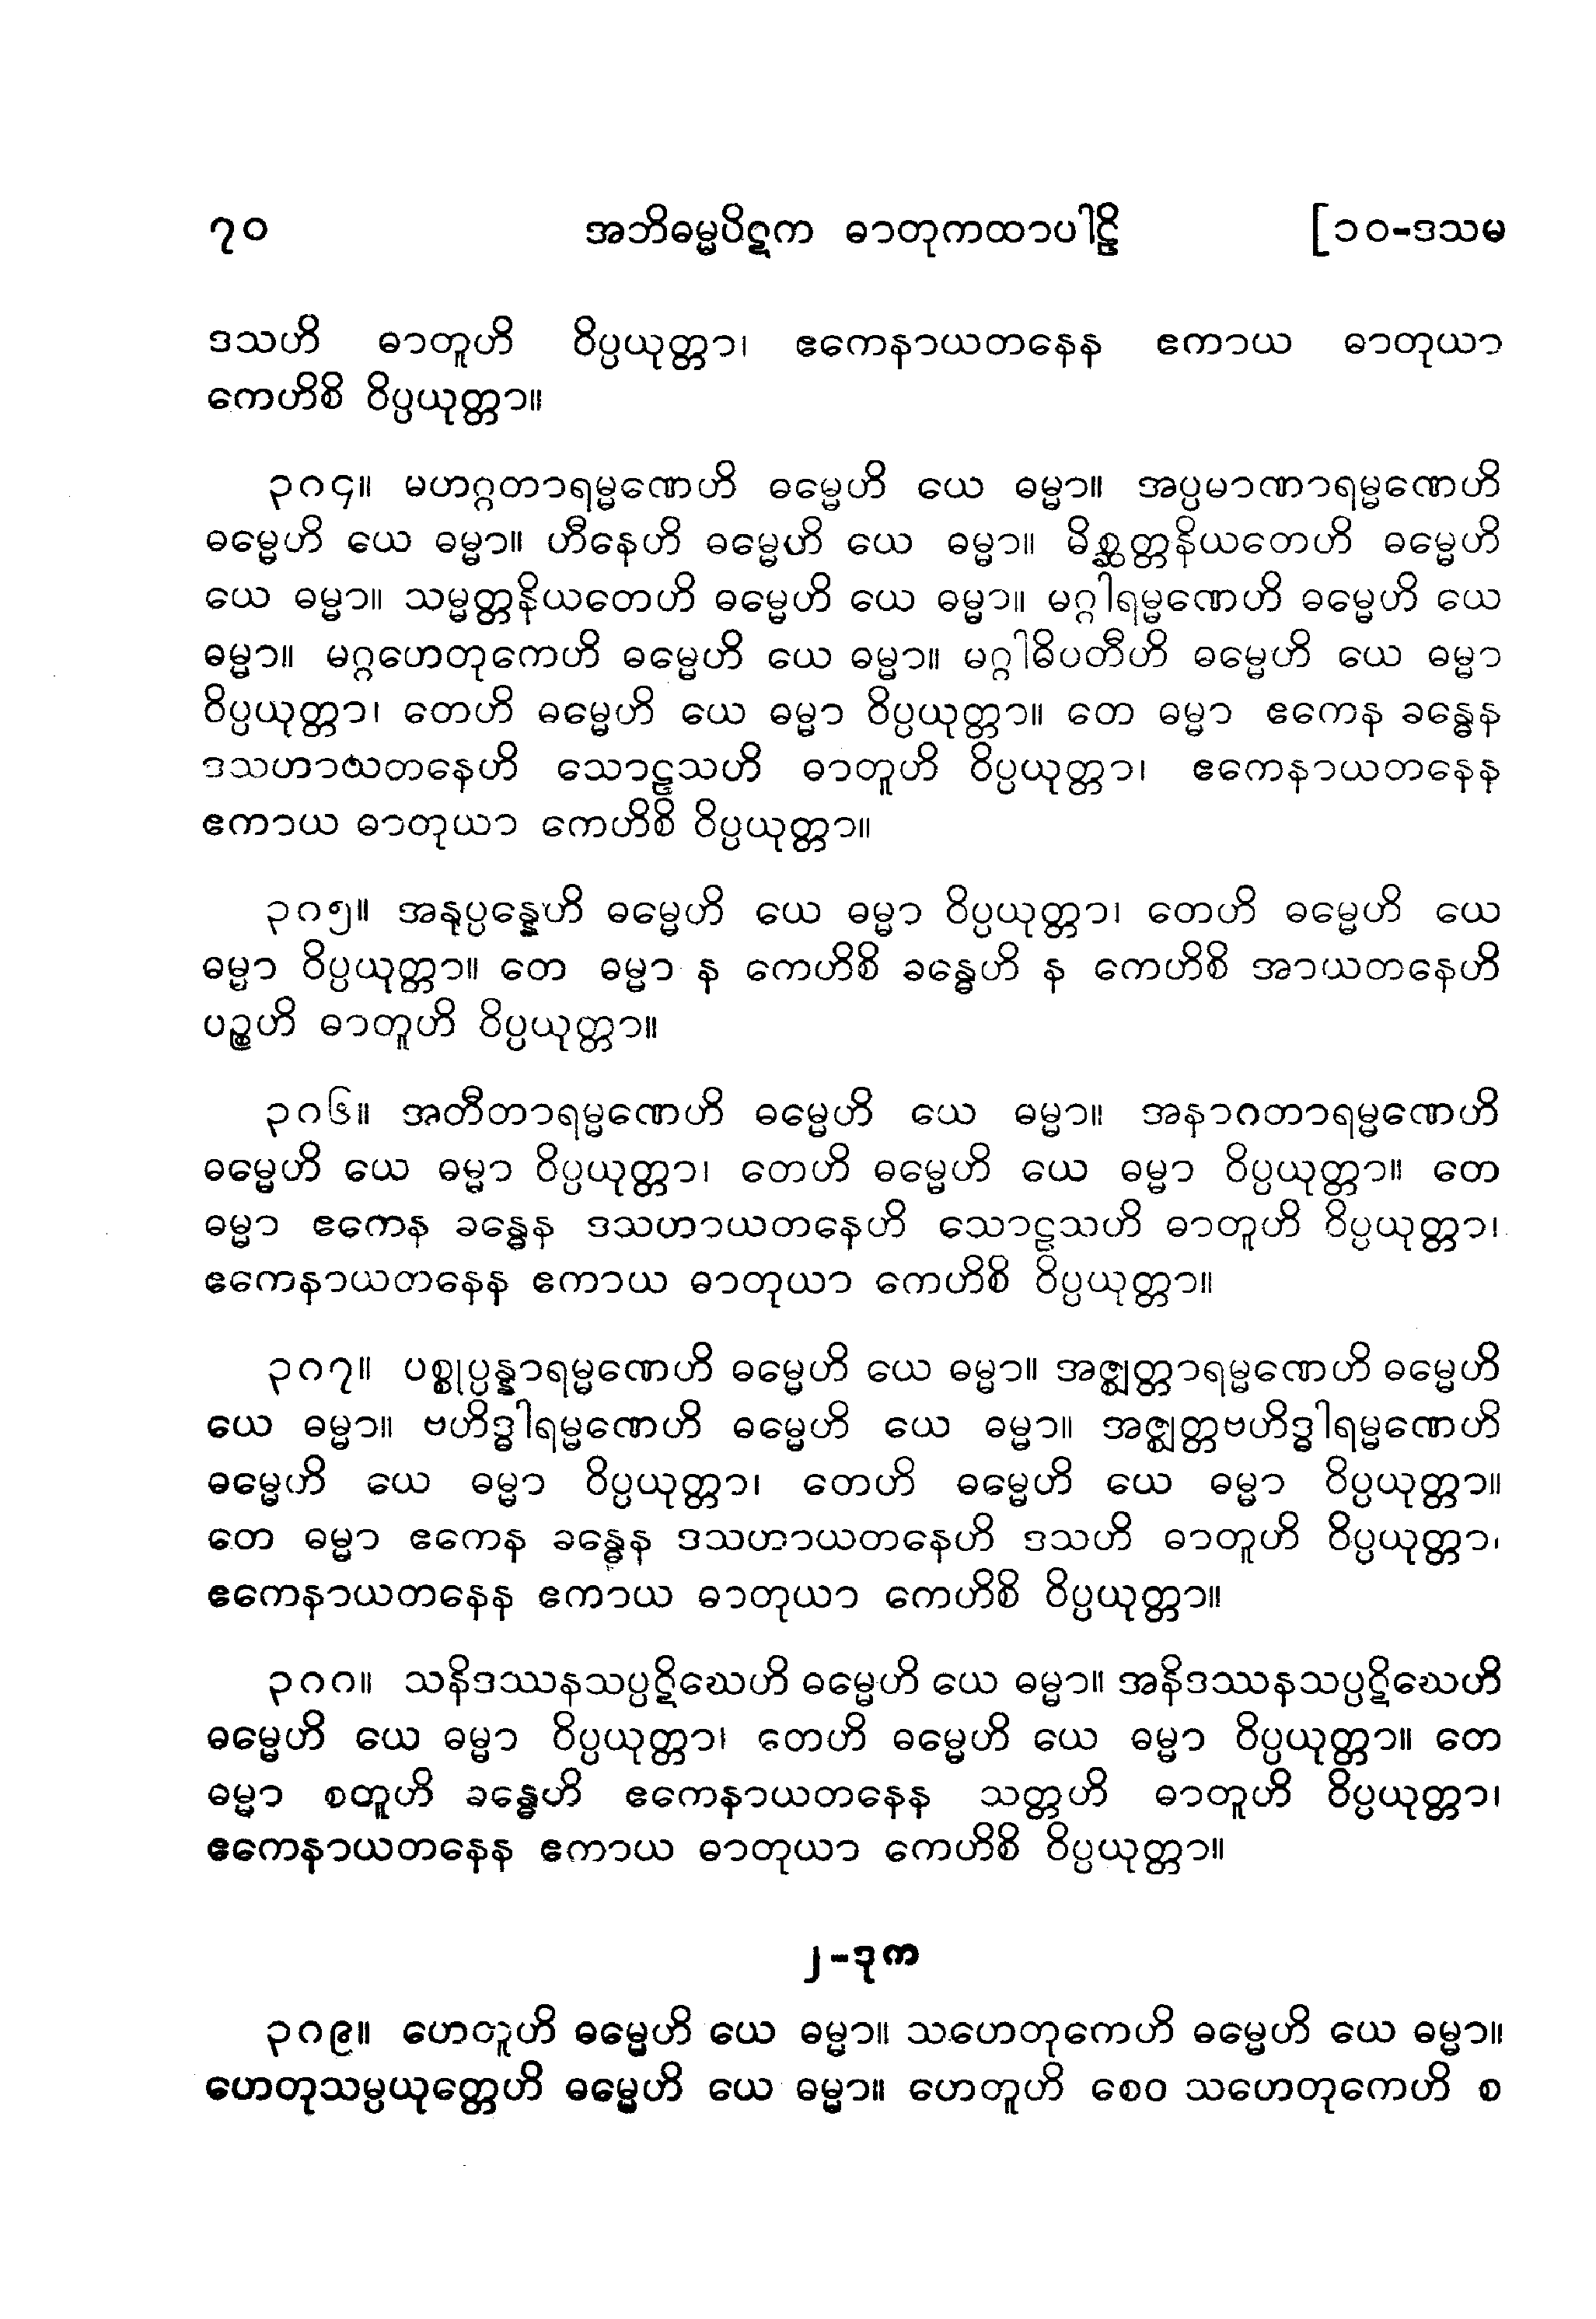 ၇၀ အဘိဓမ္မပိဋက ဓာတုကထာပါဠိ [၁၀-ဒသမ
ဒသဟိ ဓာတူဟိ ဝိပ္ပယုတ္တာ၊ ဧကေနာယတနေန ဧကာယ ဓာတုယာ
ကေဟိစိ ဝိပ္ပယုတ္တာ။
၃၈၄။ မဟဂ္ဂတာရမ္မဏေဟိ ဓမ္မေဟိ ယေ ဓမ္မာ။ အပ္ပမာဏာရမ္မဏေဟိ
ဓမ္မေဟိ ယေ ဓမ္မာ။ ဟီနေဟိ ဓမ္မေဟိ ယေ ဓမ္မာ။ မိစ္ဆတ္တနိယတေဟိ ဓမ္မေဟိ
ယေ ဓမ္မာ။ သမ္မတ္တနိယတေဟိ ဓမ္မေဟိ ယေ ဓမ္မာ။ မဂ္ဂါရမ္မဏေဟိ ဓမ္မေဟိ ယေ
ဓမ္မာ။ မဂ္ဂဟေတုကေဟိ ဓမ္မေဟိ ယေ ဓမ္မာ။ မဂ္ဂါဓိပတီဟိ ဓမ္မေဟိ ယေ ဓမ္မာ
ဝိပ္ပယုတ္တာ၊ တေဟိ ဓမ္မေဟိ ယေ ဓမ္မာ ဝိပ္ပယုတ္တာ။ တေ ဓမ္မာ ဧကေန ခန္ဓေန
ဒသဟာယတနေဟိ သောဠသဟိ ဓာတူဟိ ဝိပ္ပယုတ္တာ၊ ဧကေနာယတနေန
ဧကာယ ဓာတုယာ ကေဟိစိ ဝိပ္ပယုတ္တာ။
၃၈၅။ အနုပ္ပန္နေဟိ ဓမ္မေဟိ ယေ ဓမ္မာ ဝိပ္ပယုတ္တာ၊ တေဟိ ဓမ္မေဟိ ယေ
ဓမ္မာ ဝိပ္ပယုတ္တာ။ တေ ဓမ္မာ န ကေဟိစိ ခန္ဓေဟိ န ကေဟိစိ အာယတနေဟိ
ပဉ္စဟိ ဓာတူဟိ ဝိပ္ပယုတ္တာ။
၃၈၆။ အတီတာရမ္မဏေဟိ ဓမ္မေဟိ ယေ ဓမ္မာ။ အနာဂတာရမ္မဏေဟိ
ဓမ္မေဟိ ယေ ဓမ္မာ ဝိပ္ပယုတ္တာ၊ တေဟိ ဓမ္မေဟိ ယေ ဓမ္မာ ဝိပ္ပယုတ္တာ။ တေ
ဓမ္မာ ဧကေန ခန္ဓေန ဒသဟာယတနေဟိ သောဠသဟိ ဓာတူဟိ ဝိပ္ပယုတ္တာ၊
ဧကေနာယတနေန ဧကာယ ဓာတုယာ ကေဟိစိ ဝိပ္ပယုတ္တာ။
၃၈၇။ ပစ္စုပ္ပန္နာရမ္မဏေဟိ ဓမ္မေဟိ ယေ ဓမ္မာ။ အဇ္ဈတ္တာရမ္မဏေဟိ ဓမ္မေဟိ
ယေ ဓမ္မာ။ ဗဟိဒ္ဓါရမ္မဏေဟိ ဓမ္မေဟိ ယေ ဓမ္မာ။ အဇ္ဈတ္တဗဟိဒ္ဓါရမ္မဏေဟိ
ဓမ္မေဟိ ယေ ဓမ္မာ ဝိပ္ပယုတ္တာ၊ တေဟိ ဓမ္မေဟိ ယေ ဓမ္မာ ဝိပ္ပယုတ္တာ။
တေ ဓမ္မာ ဧကေန ခန္ဓေန ဒသဟာယတနေဟိ ဒသဟိ ဓာတူဟိ ဝိပ္ပယုတ္တာ၊
ဧကေနာယတနေန ဧကာယ ဓာတုယာ ကေဟိစိ ဝိပ္ပယုတ္တာ။
၃၈၈။ သနိဒဿနသပ္ပဋိဃေဟိ ဓမ္မေဟိ ယေ ဓမ္မာ။ အနိဒဿနသပ္ပဋိဃေဟိ
ဓမ္မေဟိ ယေ ဓမ္မာ ဝိပ္ပယုတ္တာ၊ တေဟိ ဓမ္မေဟိ ယေ ဓမ္မာ ဝိပ္ပယုတ္တာ။ တေ
ဓမ္မာ စတူဟိ ခန္ဓေဟိ ဧကေနာယတနေန သတ္တဟိ ဓာတူဟိ ဝိပ္ပယုတ္တာ၊
ဧကေနာယတနေန ဧကာယ ဓာတုယာ ကေဟိစိ ဝိပ္ပယုတ္တာ။
၂-ဒုက
၃၈၉။ ဟေတူဟိ ဓမ္မေဟိ ယေ ဓမ္မာ။ သဟေတုကေဟိ ဓမ္မေဟိ ယေ ဓမ္မာ။
ဟေတုသမ္ပယုတ္တေဟိ ဓမ္မေဟိ ယေ ဓမ္မာ။ ဟေတူဟိ စေဝ သဟေတုကေဟိ စ